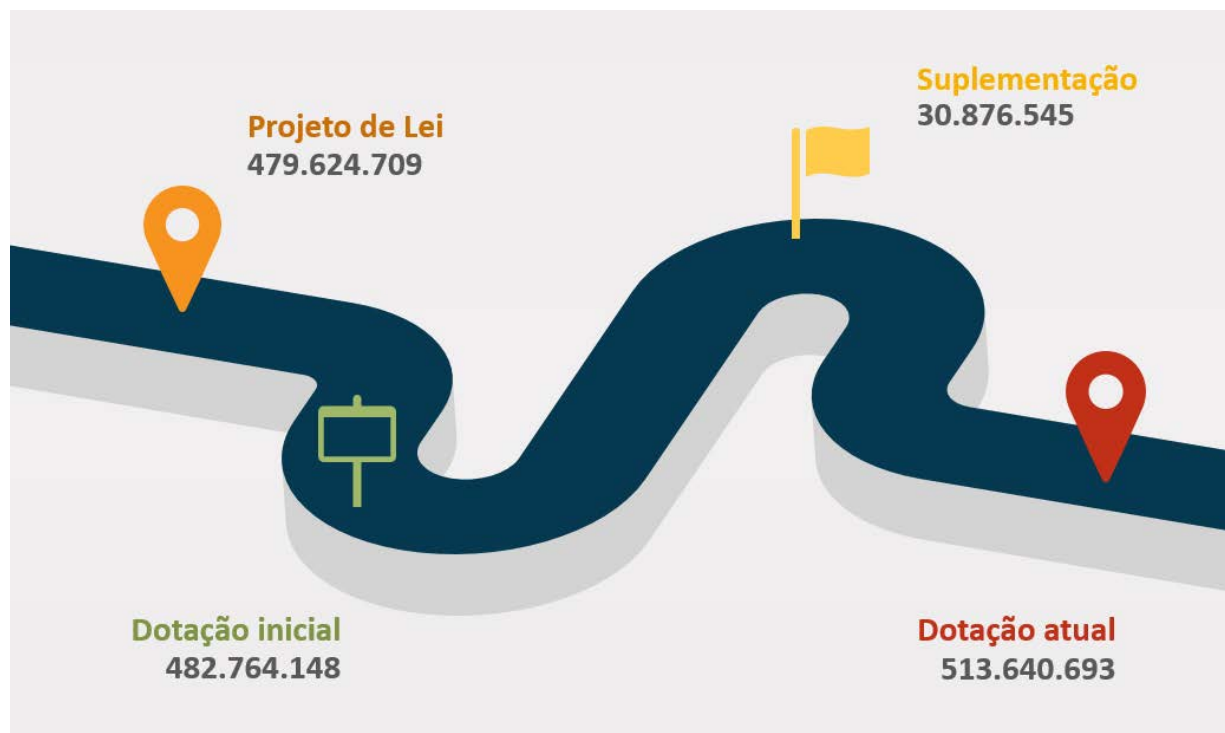 Projeto de Lei
479.624.709
Dotação inicial
482.764.148
Suplementação
30.876.545
Dotação atual
513.640.693